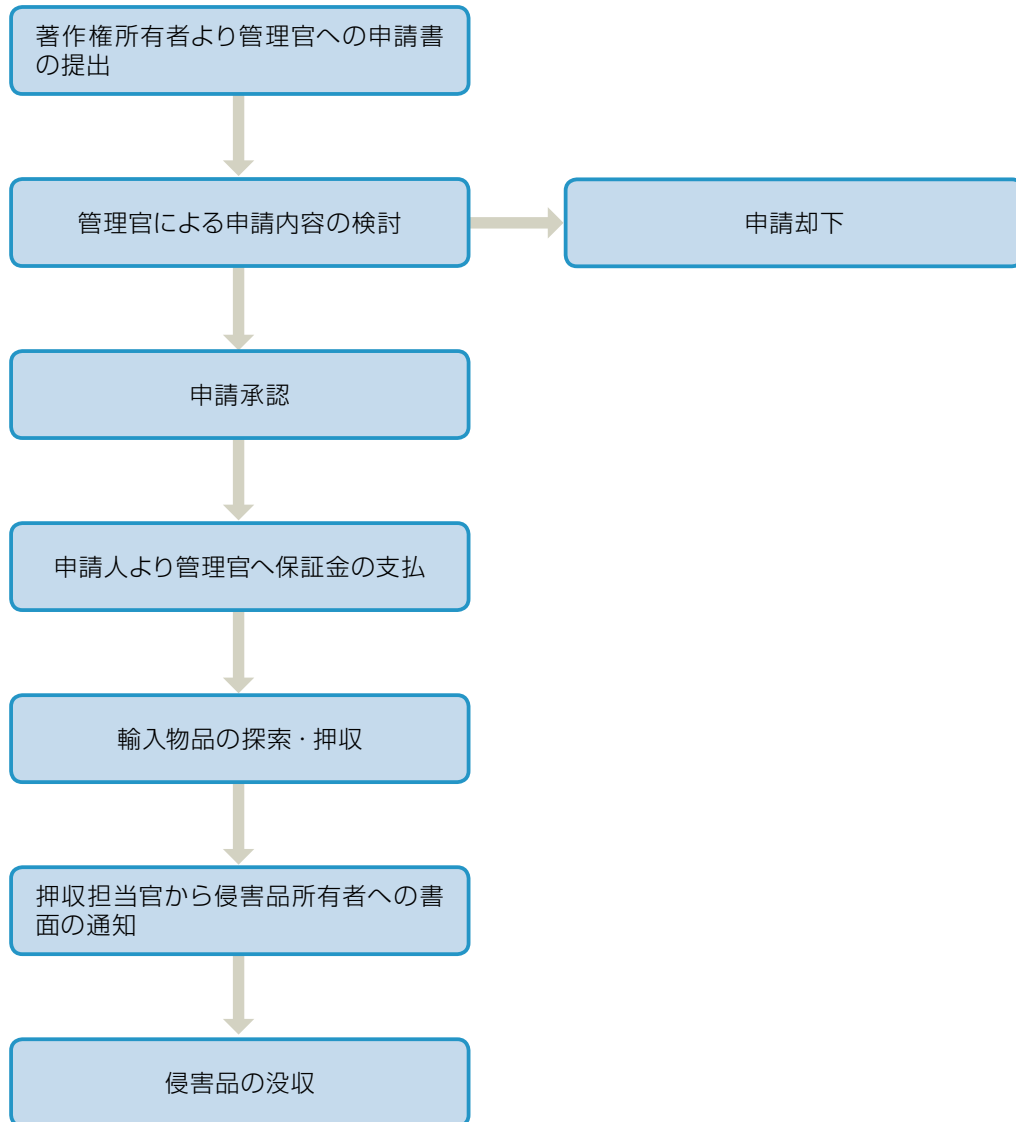 著作権所有者より管理官への申請書
の提出
管理官による申請内容の検討
申請却下
申請承認
申請人より管理官へ保証金の支払
輸入物品の探索・押収
押収担当官から侵害品所有者への書
面の通知
侵害品の没収